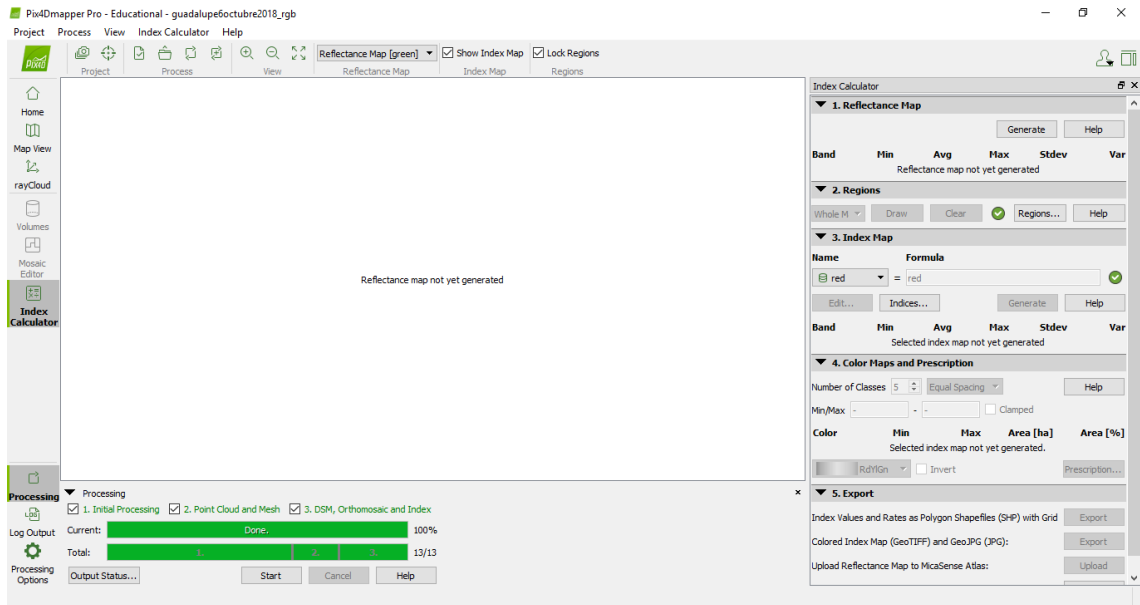 Pix4Dmapper Pro - Educational - guadalupe6octubre2018_rgb
Project Process View Index Calculator Help
Reflectance Map [green] Show Index Map Lock Regions
Project Process View Reflectance Map Index Map Regions
pix4D
Home
Map View
rayCloud
Volumes
Mosaic
Editor
Index
Calculator
Reflectance map not yet generated
Processing
Log Output
Processing
Options
Processing
1. Initial Processing 2. Point Cloud and Mesh 3. DSM, Orthomosaic and Index
Current: Done. 100%
Total: 1. 2. 3. 13/13
Output Status... Start Cancel Help
Index Calculator
1. Reflectance Map
Generate Help
Band Min Avg Max Stdev Var
Reflectance map not yet generated
2. Regions
Whole M Draw Clear Regions... Help
3. Index Map
Name Formula
red = red
Edit... Indices... Generate Help
Band Min Avg Max Stdev Var
Selected index map not yet generated
4. Color Maps and Prescription
Number of Classes 5 Equal Spacing Help
Min/Max - - - Clamped
Color Min Max Area [ha] Area [%]
Selected index map not yet generated.
RdYlGn Invert Prescription...
5. Export
Index Values and Rates as Polygon Shapefiles (SHP) with Grid Export
Colored Index Map (GeoTIFF) and GeoJPG (JPG): Export
Upload Reflectance Map to MicaSense Atlas: Upload